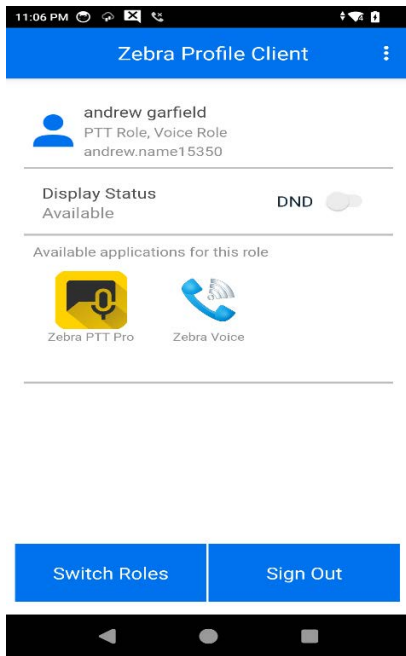 11:06 PM
Zebra Profile Client
andrew garfield
PTT Role, Voice Role
andrew.name15350
Display Status
Available
DND
Available applications for this role
Zebra PTT Pro
Zebra Voice
Switch Roles
Sign Out